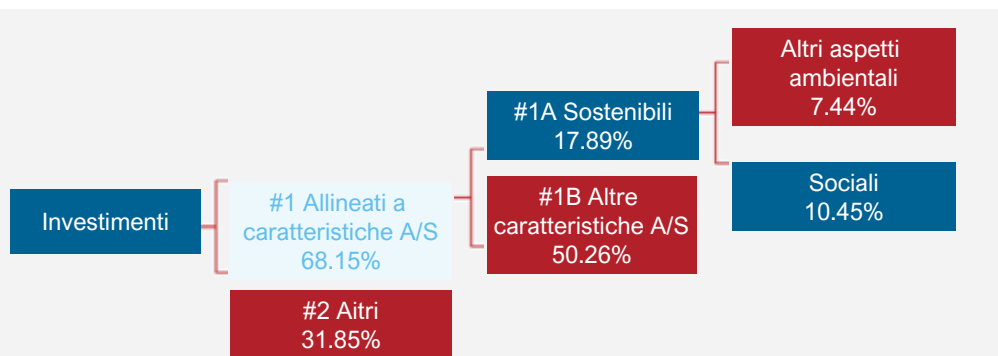 Investimenti
#1 Allineati a
caratteristiche A/S
68.15%
#2 Aitri
31.85%
#1A Sostenibili
17.89%
#1B Altre
caratteristiche A/S
50.26%
Altri aspetti
ambientali
7.44%
Sociali
10.45%